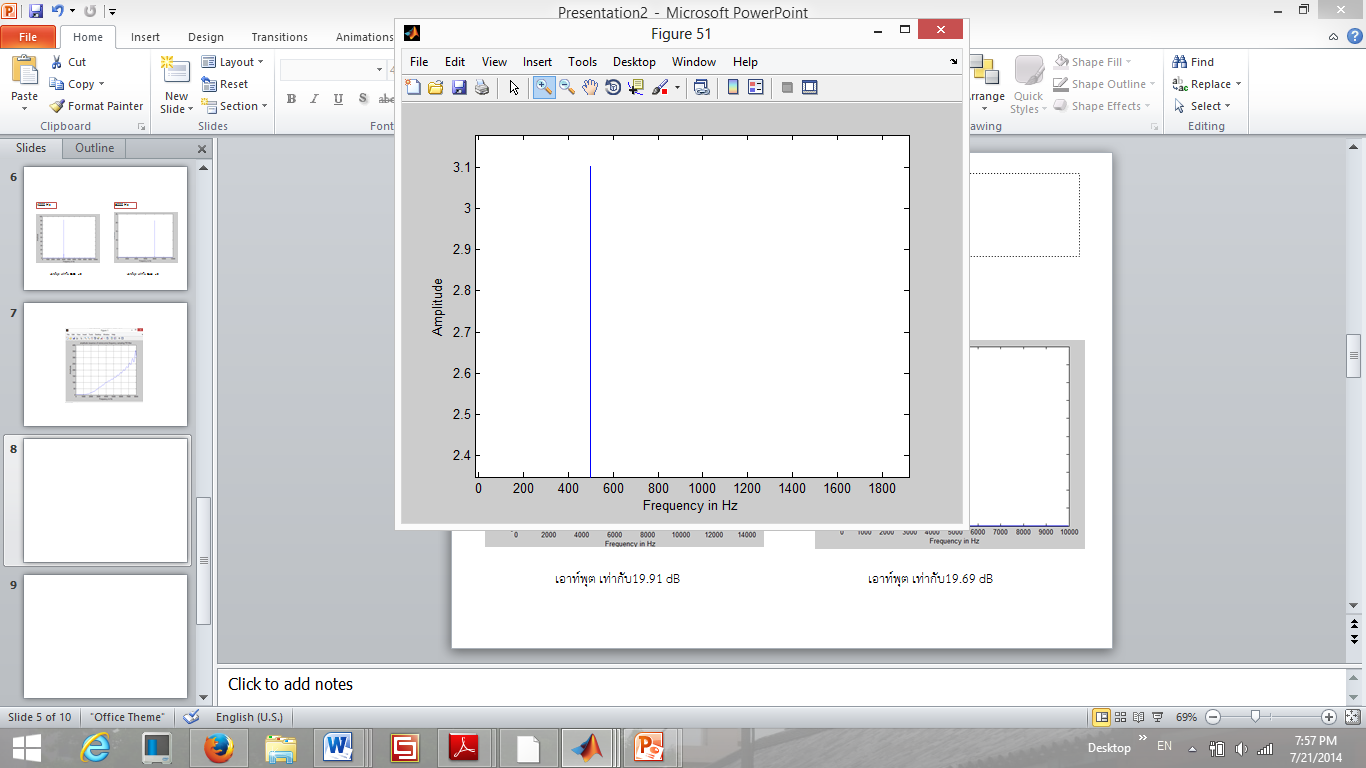 Presentation2 - Microsoft PowerPoint
File Home Insert Design Transitions Animations
Paste
Cut
Copy
Format Painter
Clipboard
New Slide
Layout
Reset
Section
Slides
B I U S abc
Font
Arrange
Quick Styles
Shape Fill
Shape Outline
Shape Effects
awing
Find
Replace
Select
Editing
Slides Outline
6
7
8
9
Figure 51
File Edit View Insert Tools Desktop Window Help
3.1
3
2.9
2.8
2.7
2.6
2.5
2.4
Amplitude
0 200 400 600 800 1000 1200 1400 1600 1800
Frequency in Hz
0 2000 4000 6000 8000 10000 12000 14000
Frequency in Hz
0 1000 2000 3000 4000 5000 6000 7000 8000 9000 10000
Frequency in Hz
เอาท์พุต เท่ากับ19.91 dB
เอาท์พุต เท่ากับ19.69 dB
Click to add notes
Slide 5 of 10 "Office Theme" English (U.S.) 69%
Desktop EN
7:57 PM
7/21/2014